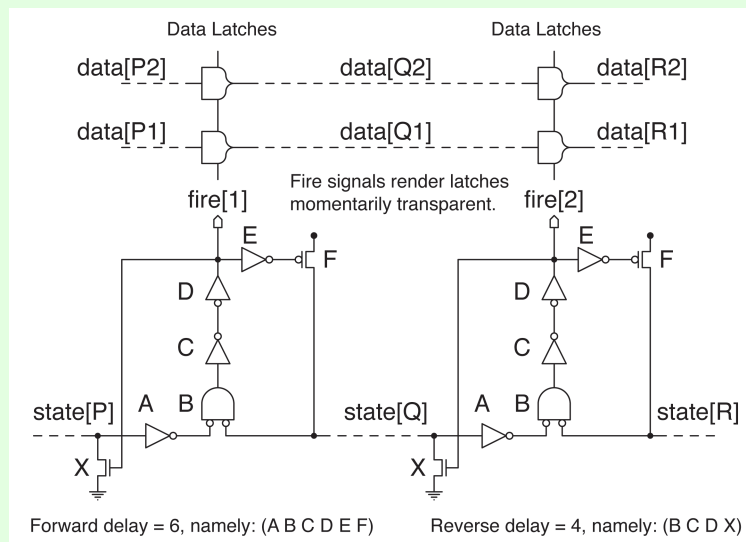 Data Latches Data Latches
data[P2] data[Q2] data[R2]
data[P1] data[Q1] data[R1]
Fire signals render latches
momentarily transparent.
fire[1] fire[2]
E F E F
D D
C C
state[P] A B state[Q] A B state[R]
X X
Forward delay = 6, namely: (A B C D E F) Reverse delay = 4, namely: (B C D X)